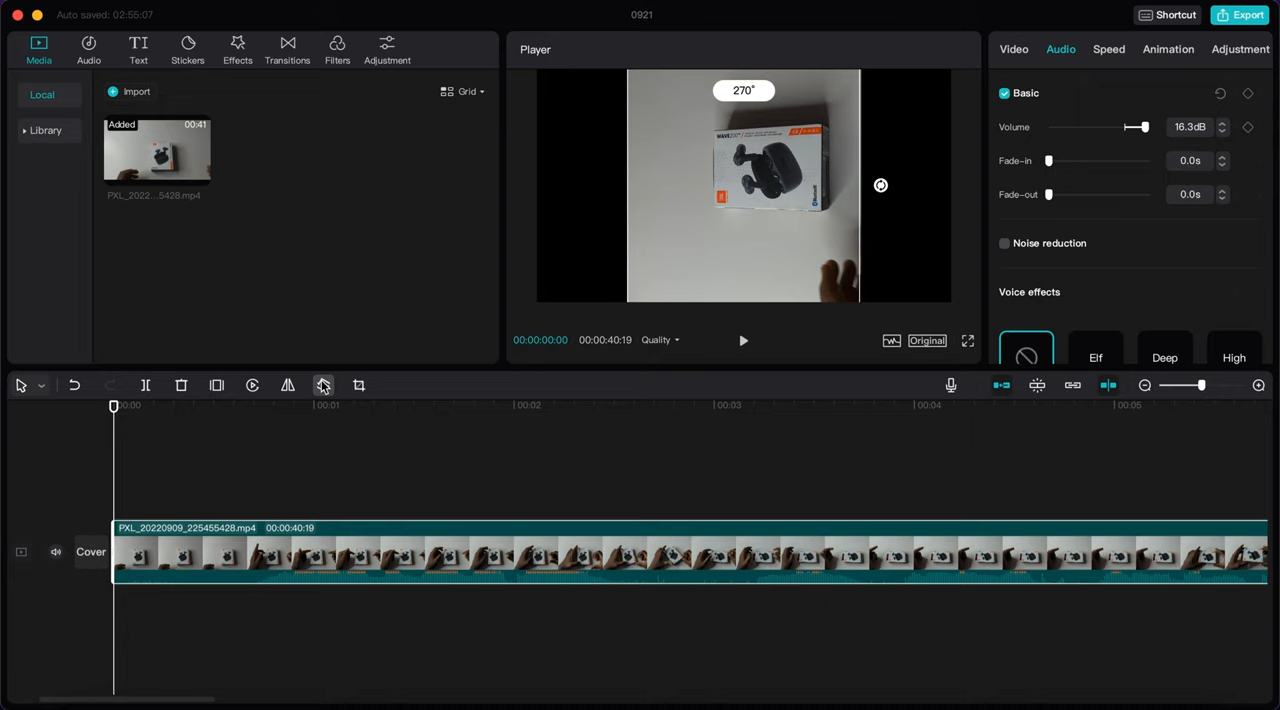 Auto saved: 02:55:07
0921
Shortcut
Export
Media
Audio
Text
Stickers
Effects
Transitions
Filters
Adjustment
Local
Library
Import
Grid
Added
00:41
PXL_2022...5428.mp4
Player
270°
WAVE200
JBL
Bluetooth
00:00:00:00
00:00:40:19
Quality
Original
Video
Audio
Speed
Animation
Adjustment
Basic
Volume
16.3dB
Fade-in
0.0s
Fade-out
0.0s
Noise reduction
Voice effects
Elf
Deep
High
00:00
00:01
00:02
00:03
00:04
00:05
PXL_20220909_225455428.mp4 00:00:40:19
Cover